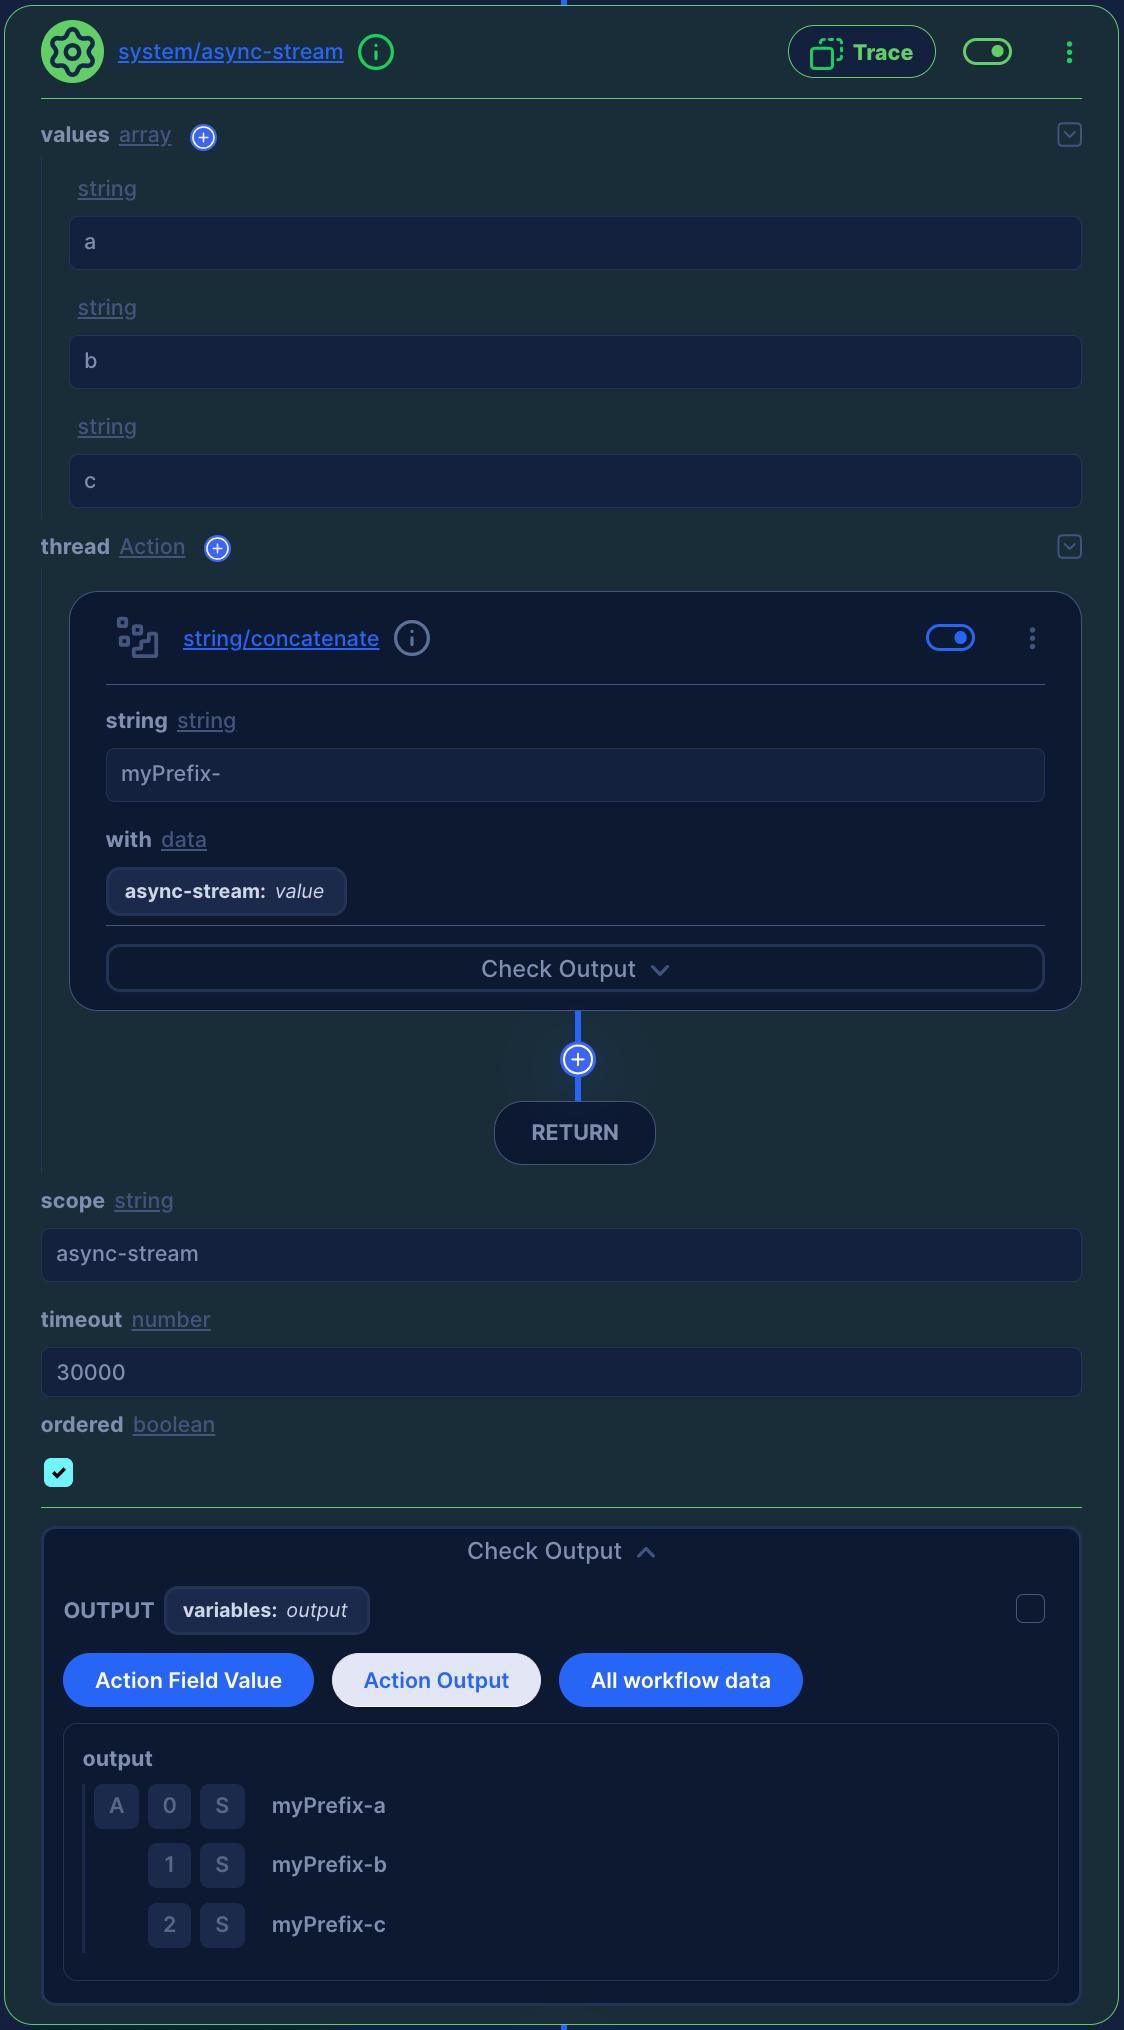 system/async-stream
Trace
values array
string
a
string
b
string
c
thread Action
string/concatenate
string string
myPrefix-
with data
async-stream: value
Check Output
RETURN
scope string
async-stream
timeout number
30000
ordered boolean
Check Output
OUTPUT variables: output
Action Field Value Action Output All workflow data
output
A 0 S myPrefix-a
1 S myPrefix-b
2 S myPrefix-c